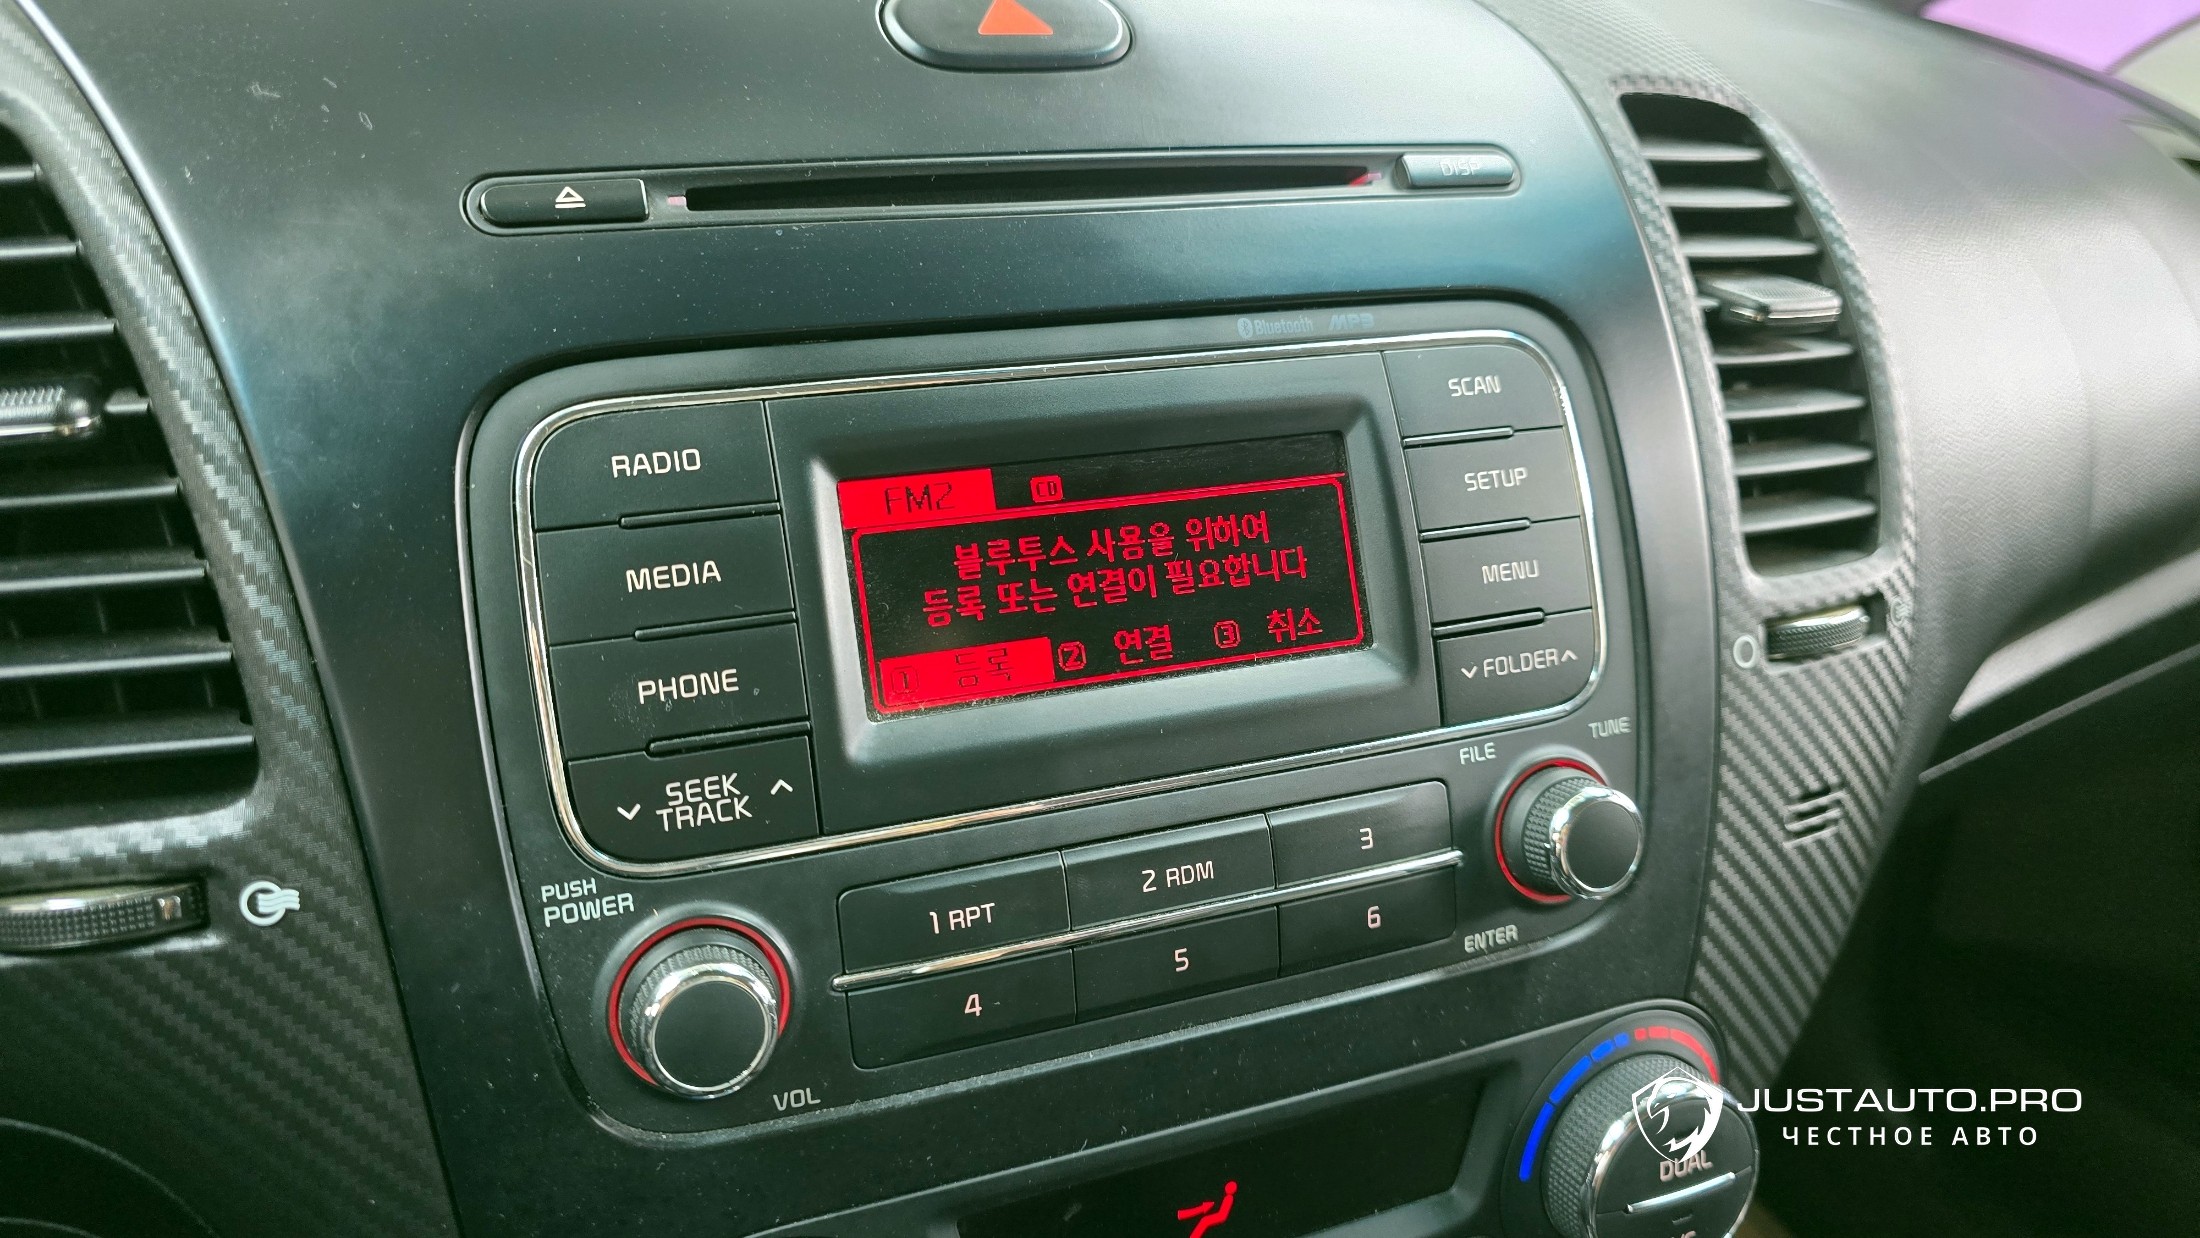 DISP
Bluetooth MP3
RADIO
MEDIA
PHONE
SEEK
TRACK
FM2 CD
블루투스 사용을 위하여
등록 또는 연결이 필요합니다
1 등록 2 연결 3 취소
SCAN
SETUP
MENU
FOLDER
TUNE
FILE
PUSH
POWER
VOL
1 RPT
2 RDM
3
4
5
6
ENTER
JUSTAUTO.PRO
ЧЕСТНОЕ АВТО
DUAL